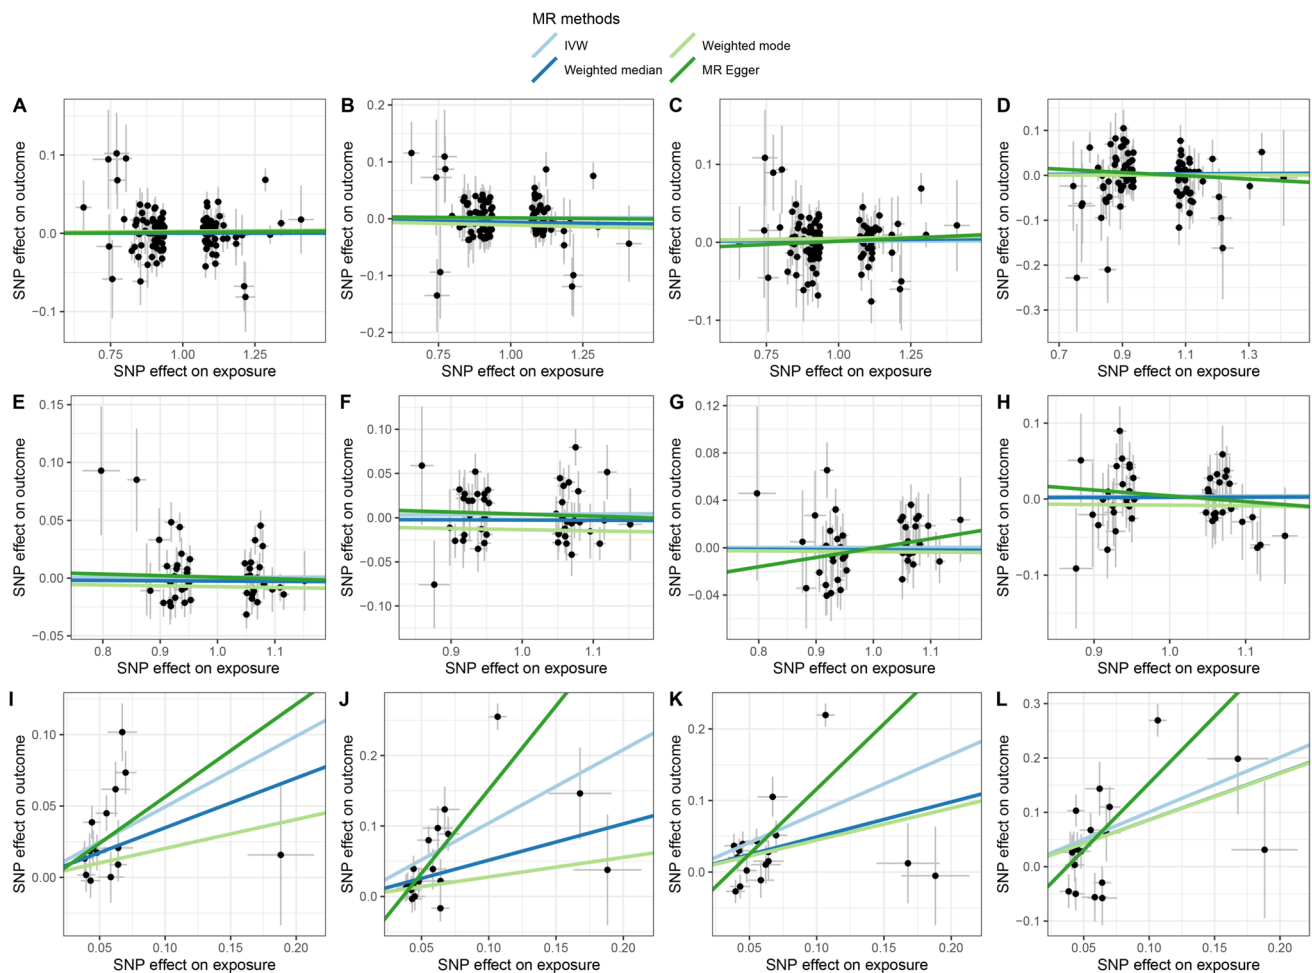 MR methods
IVW
Weighted mode
Weighted median
MR Egger
A
B
C
D
SNP effect on outcome
0.1
0.0
−0.1
0.75
1.00
1.25
SNP effect on exposure
SNP effect on outcome
0.2
0.1
0.0
−0.1
−0.2
0.75
1.00
1.25
SNP effect on exposure
SNP effect on outcome
0.1
0.0
−0.1
0.75
1.00
1.25
SNP effect on exposure
SNP effect on outcome
0.1
0.0
−0.1
−0.2
−0.3
0.7
0.9
1.1
1.3
SNP effect on exposure
E
F
G
H
SNP effect on outcome
0.15
0.10
0.05
0.00
−0.05
0.8
0.9
1.0
1.1
SNP effect on exposure
SNP effect on outcome
0.10
0.05
0.00
−0.05
−0.10
0.9
1.0
1.1
SNP effect on exposure
SNP effect on outcome
0.12
0.08
0.04
0.00
−0.04
0.8
0.9
1.0
1.1
SNP effect on exposure
SNP effect on outcome
0.1
0.0
−0.1
0.9
1.0
1.1
SNP effect on exposure
I
J
K
L
SNP effect on outcome
0.10
0.05
0.00
0.05
0.10
0.15
0.20
SNP effect on exposure
SNP effect on outcome
0.2
0.1
0.0
0.05
0.10
0.15
0.20
SNP effect on exposure
SNP effect on outcome
0.2
0.1
0.0
0.05
0.10
0.15
0.20
SNP effect on exposure
SNP effect on outcome
0.3
0.2
0.1
0.0
−0.1
0.05
0.10
0.15
0.20
SNP effect on exposure